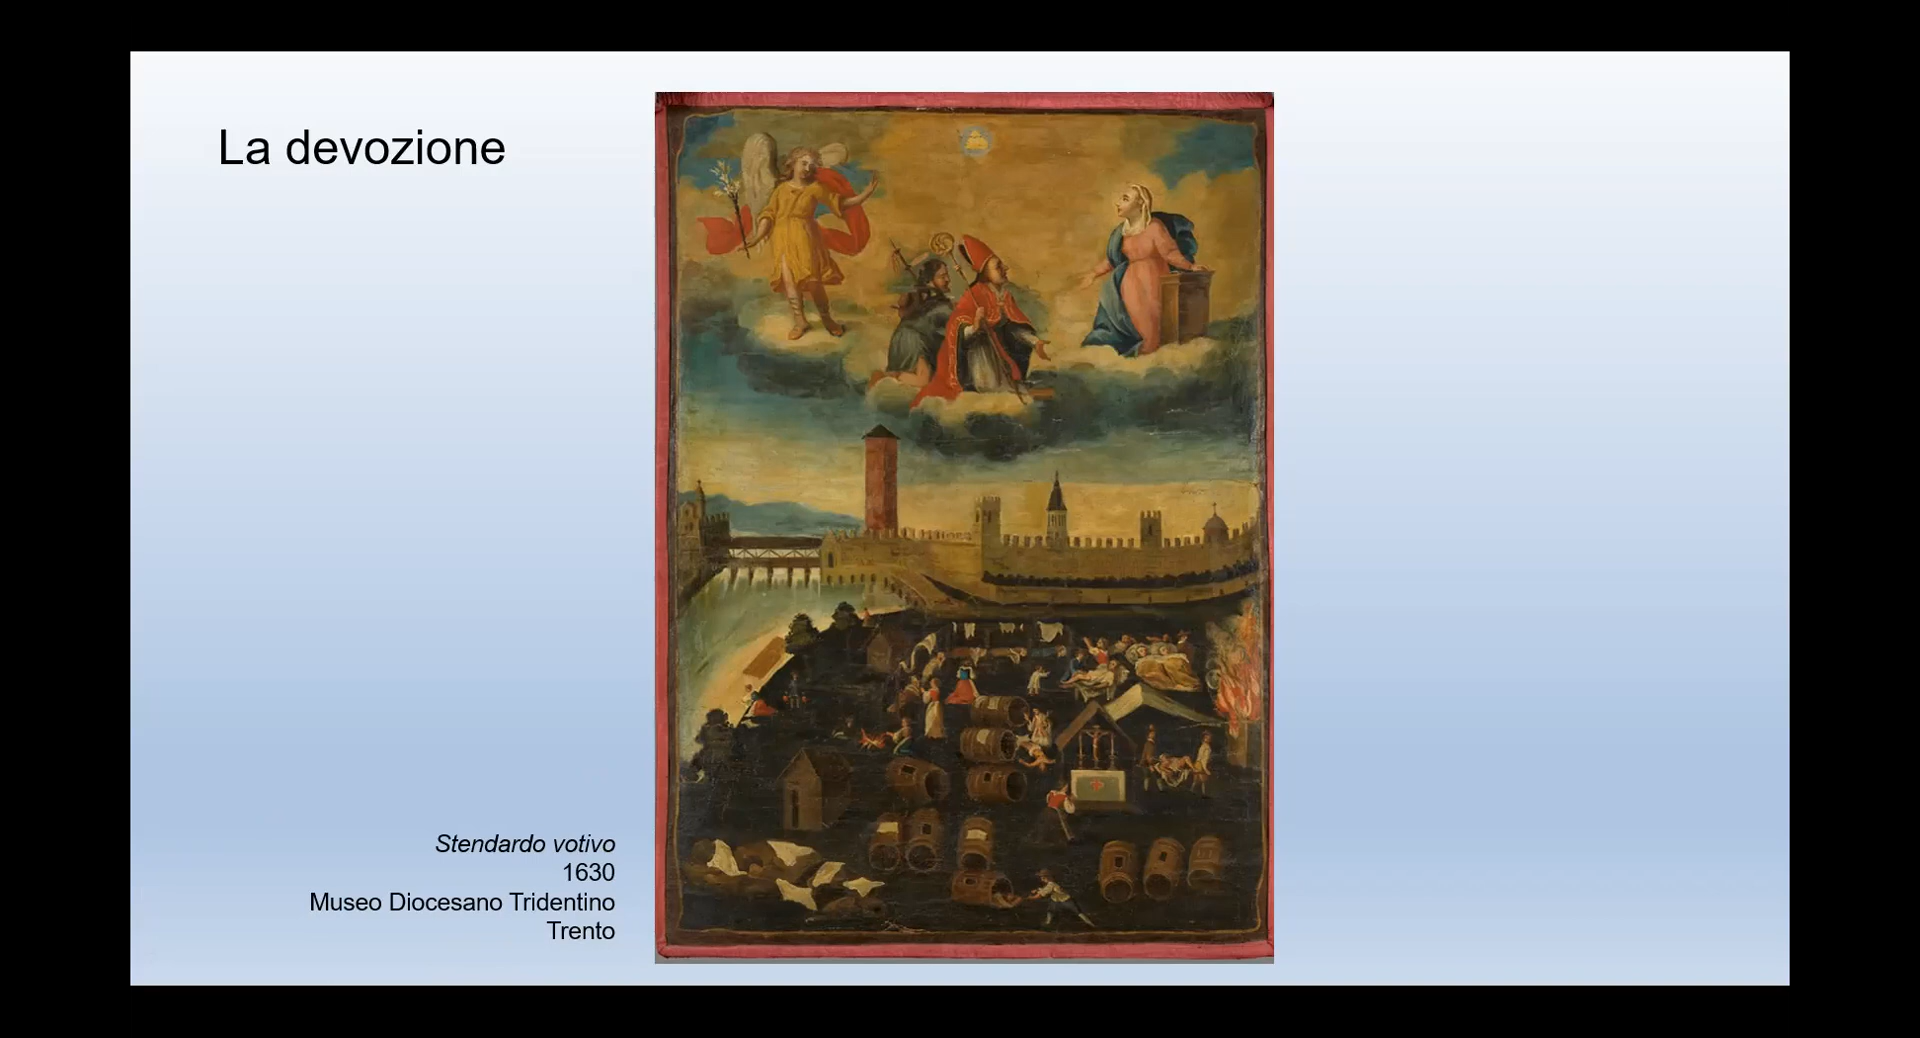 La devozione
Stendardo votivo
1630
Museo Diocesano Tridentino
Trento